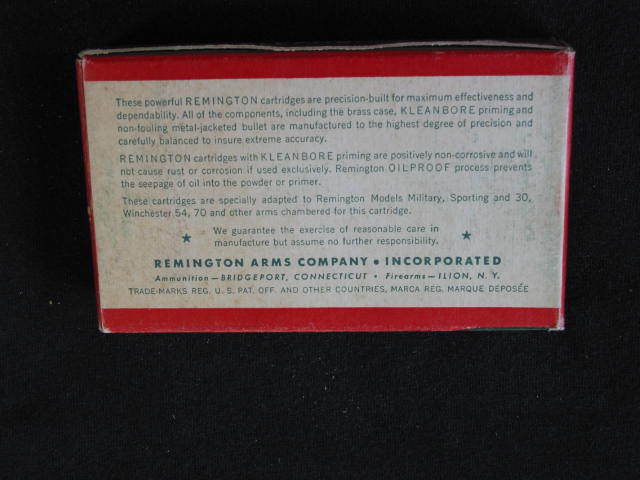 These powerful REMINGTON cartridges are precision-built for maximum effectiveness and
dependability. All of the components, including the brass case, KLEANBORE priming and
non-fouling metal-jacketed bullet are manufactured to the highest degree of precision and
carefully balanced to insure extreme accuracy.
REMINGTON cartridges with KLEANBORE priming are positively non-corrosive and will
not cause rust or corrosion if used exclusively. Remington OILPROOF process prevents
the seepage of oil into the powder or primer.
These cartridges are specially adapted to Remington Models Military, Sporting and 30,
Winchester 54, 70 and other arms chambered for this cartridge.
★ We guarantee the exercise of reasonable care in ★
manufacture but assume no further responsibility.
REMINGTON ARMS COMPANY • INCORPORATED
Ammunition—BRIDGEPORT, CONNECTICUT • Firearms—ILION, N. Y.
TRADE-MARKS REG. U. S. PAT. OFF. AND OTHER COUNTRIES, MARCA REG. MARQUE DEPOSÉE